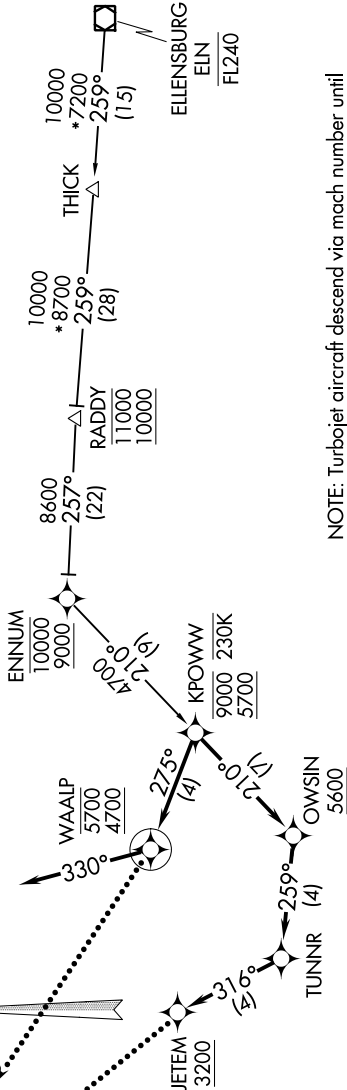 JETEM
3200
316°
(4)
TUNNR
259°
(4)
OWSIN
5600
210°
(7)
330°
WAALP
5700
4700
275°
(4)
KPOWW 230K
9000
5700
4700
210°
(9)
ENNUM
10000
9000
8600
257°
(22)
RADDY
11000
10000
10000
*8700
259°
(28)
THICK
10000
*7200
259°
(15)
ELLENSBURG
ELN
FL240
NOTE: Turbojet aircraft descend via mach number until